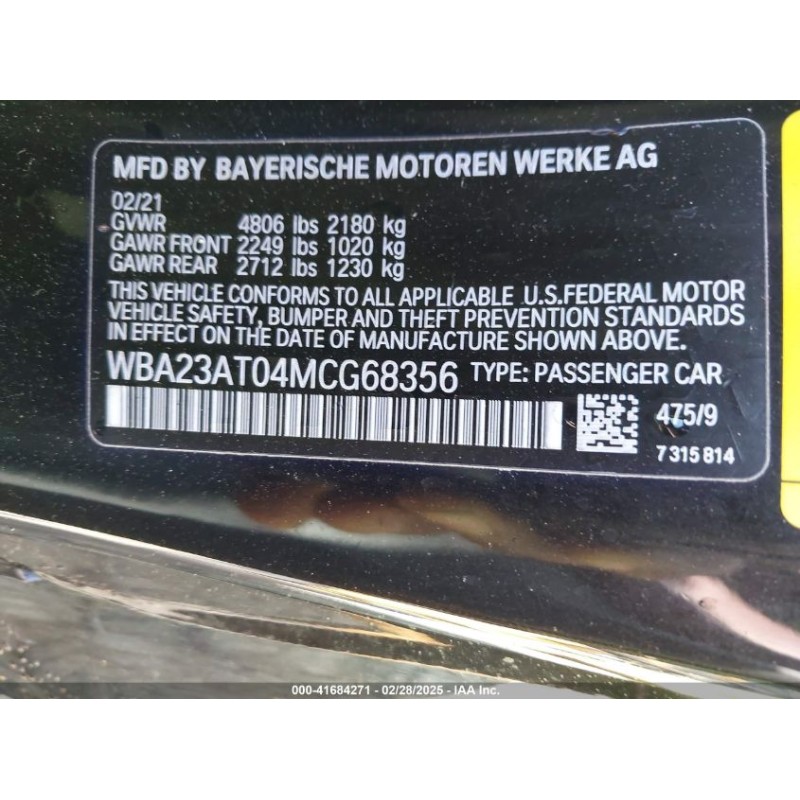 MFD BY BAYERISCHE MOTOREN WERKE AG
02/21
GVWR 4806 lbs 2180 kg
GAWR FRONT 2249 lbs 1020 kg
GAWR REAR 2712 lbs 1230 kg
THIS VEHICLE CONFORMS TO ALL APPLICABLE U.S.FEDERAL MOTOR
VEHICLE SAFETY, BUMPER AND THEFT PREVENTION STANDARDS
IN EFFECT ON THE DATE OF MANUFACTURE SHOWN ABOVE.
WBA23AT04MCG68356 TYPE: PASSENGER CAR
475/9
7 315 814
000-41684271 - 02/28/2025 - IAA Inc.